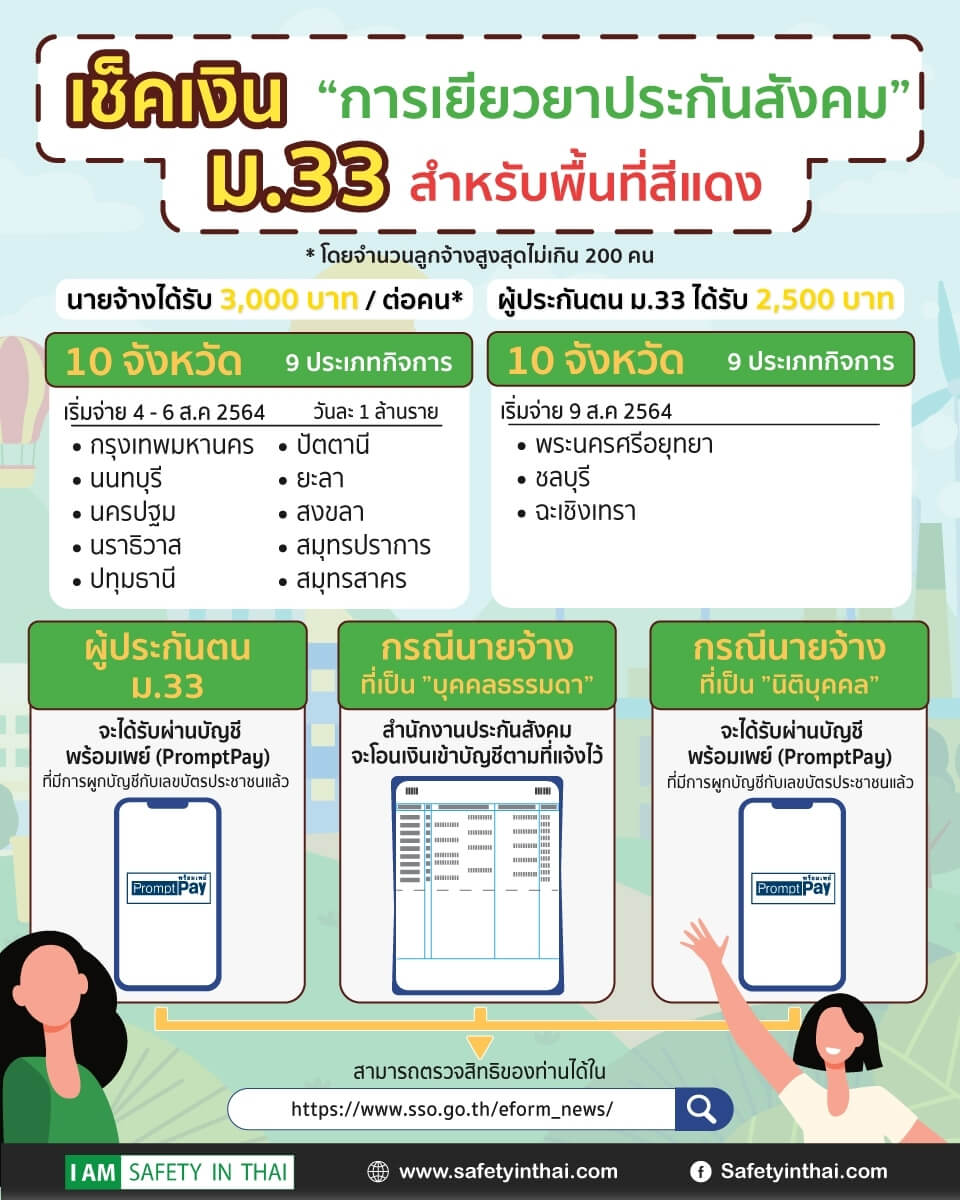 เช็คเงิน “การเยียวยาประกันสังคม”
ม.33 สำหรับพื้นที่สีแดง
* โดยจำนวนลูกจ้างสูงสุดไม่เกิน 200 คน
นายจ้างได้รับ 3,000 บาท / ต่อคน*
10 จังหวัด 9 ประเภทกิจการ
เริ่มจ่าย 4 - 6 ส.ค 2564 วันละ 1 ล้านราย
• กรุงเทพมหานคร
• นนทบุรี
• นครปฐม
• นราธิวาส
• ปทุมธานี
• ปัตตานี
• ยะลา
• สงขลา
• สมุทรปราการ
• สมุทรสาคร
ผู้ประกันตน ม.33 ได้รับ 2,500 บาท
10 จังหวัด 9 ประเภทกิจการ
เริ่มจ่าย 9 ส.ค 2564
• พระนครศรีอยุทยา
• ชลบุรี
• ฉะเชิงเทรา
ผู้ประกันตน
ม.33
จะได้รับผ่านบัญชี
พร้อมเพย์ (PromptPay)
ที่มีการผูกบัญชีกับเลขบัตรประชาชนแล้ว
พร้อมเพย์
PromptPay
กรณีนายจ้าง
ที่เป็น ”บุคคลธรรมดา”
สำนักงานประกันสังคม
จะโอนเงินเข้าบัญชีตามที่แจ้งไว้
กรณีนายจ้าง
ที่เป็น ”นิติบุคคล”
จะได้รับผ่านบัญชี
พร้อมเพย์ (PromptPay)
ที่มีการผูกบัญชีกับเลขบัตรประชาชนแล้ว
พร้อมเพย์
PromptPay
สามารถตรวจสิทธิของท่านได้ใน
https://www.sso.go.th/eform_news/
I AM SAFETY IN THAI
www.safetyinthai.com
Safetyinthai.com